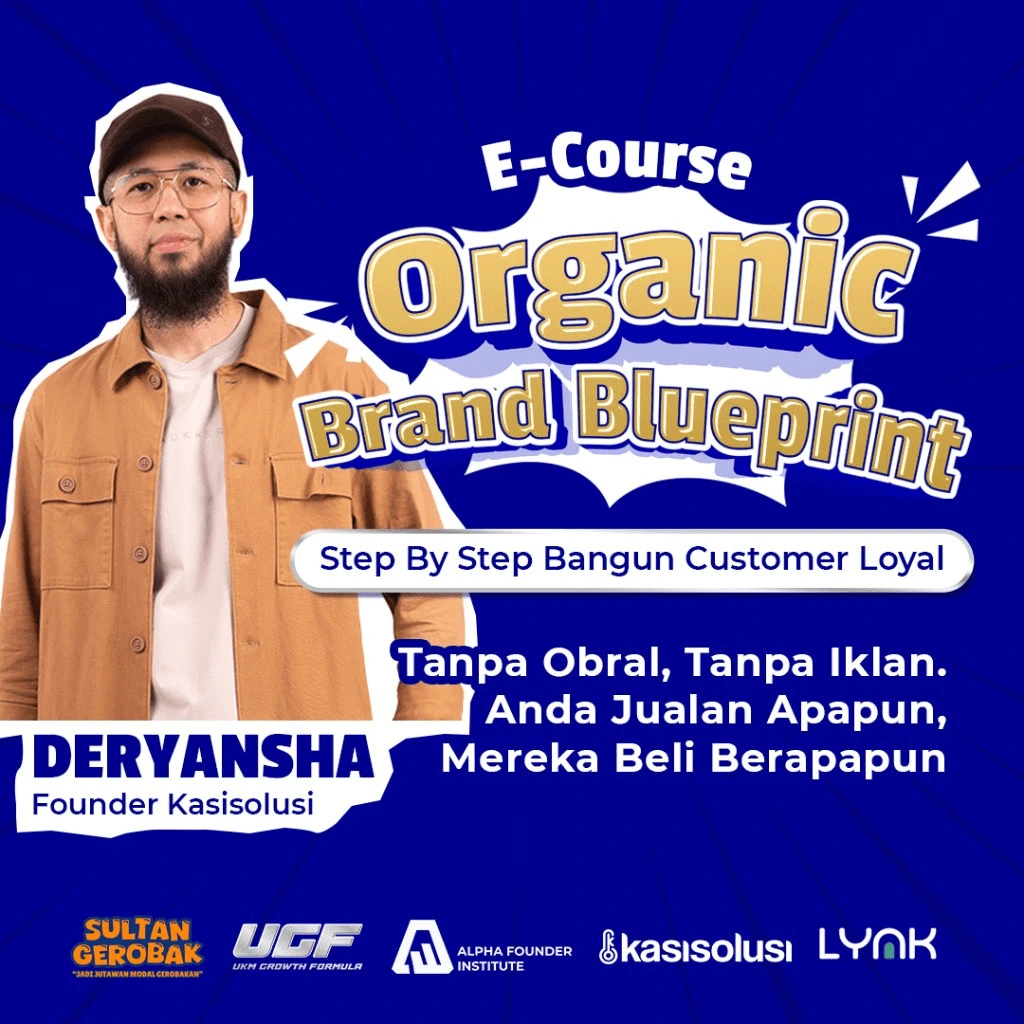 E-Course
Organic
Brand Blueprint
Step By Step Bangun Customer Loyal
Tanpa Obral, Tanpa Iklan.
Anda Jualan Apapun,
Mereka Beli Berapapun
DERYANSHA
Founder Kasisolusi
SULTAN
GEROBAK
"JADI JUTAWAN MODAL GEROBAKAN"
UGF
UKM GROWTH FORMULA
ALPHA FOUNDER
INSTITUTE
kasisolusi
LYNK